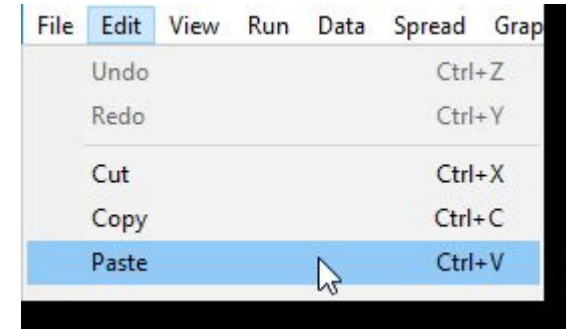 File Edit View Run Data Spread Grap
Undo Ctrl+Z
Redo Ctrl+Y
Cut Ctrl+X
Copy Ctrl+C
Paste Ctrl+V